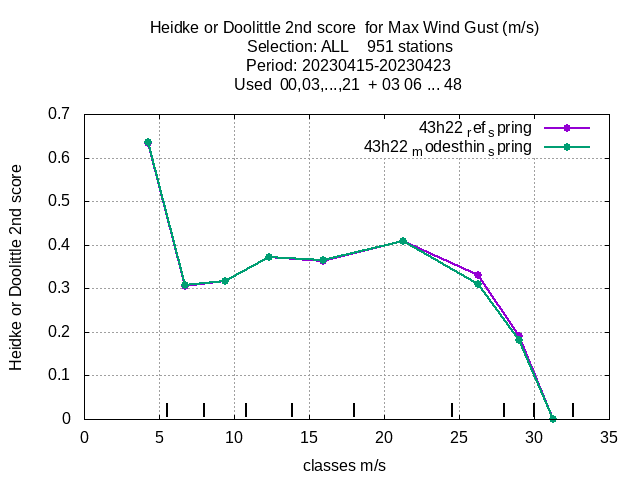 Heidke or Doolittle 2nd score  for Max Wind Gust (m/s)
Selection: ALL    951 stations
Period: 20230415-20230423
Used  00,03,...,21  + 03 06 ... 48
43h22 ref spring
43h22 modesthin spring
Heidke or Doolittle 2nd score
0.7
0.6
0.5
0.4
0.3
0.2
0.1
0
0 5 10 15 20 25 30 35
classes m/s